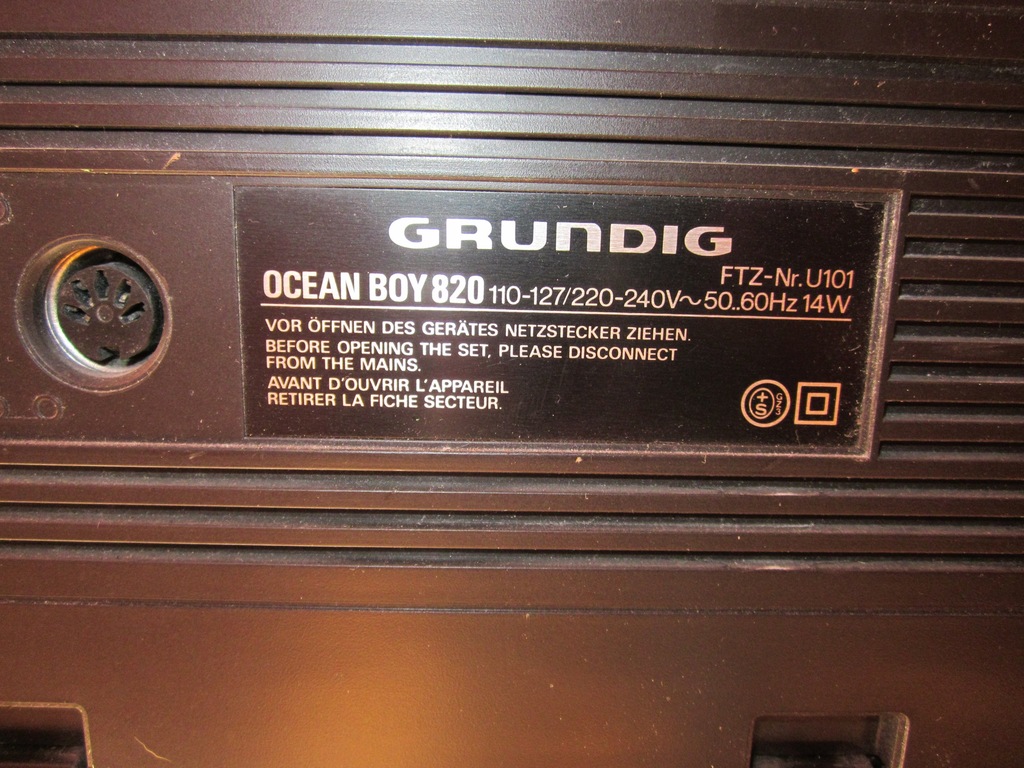 GRUNDIG
FTZ-Nr. U101
OCEAN BOY 820 110-127/220-240V~50..60Hz 14W
VOR ÖFFNEN DES GERÄTES NETZSTECKER ZIEHEN.
BEFORE OPENING THE SET, PLEASE DISCONNECT
FROM THE MAINS.
AVANT D'OUVRIR L'APPAREIL
RETIRER LA FICHE SECTEUR.